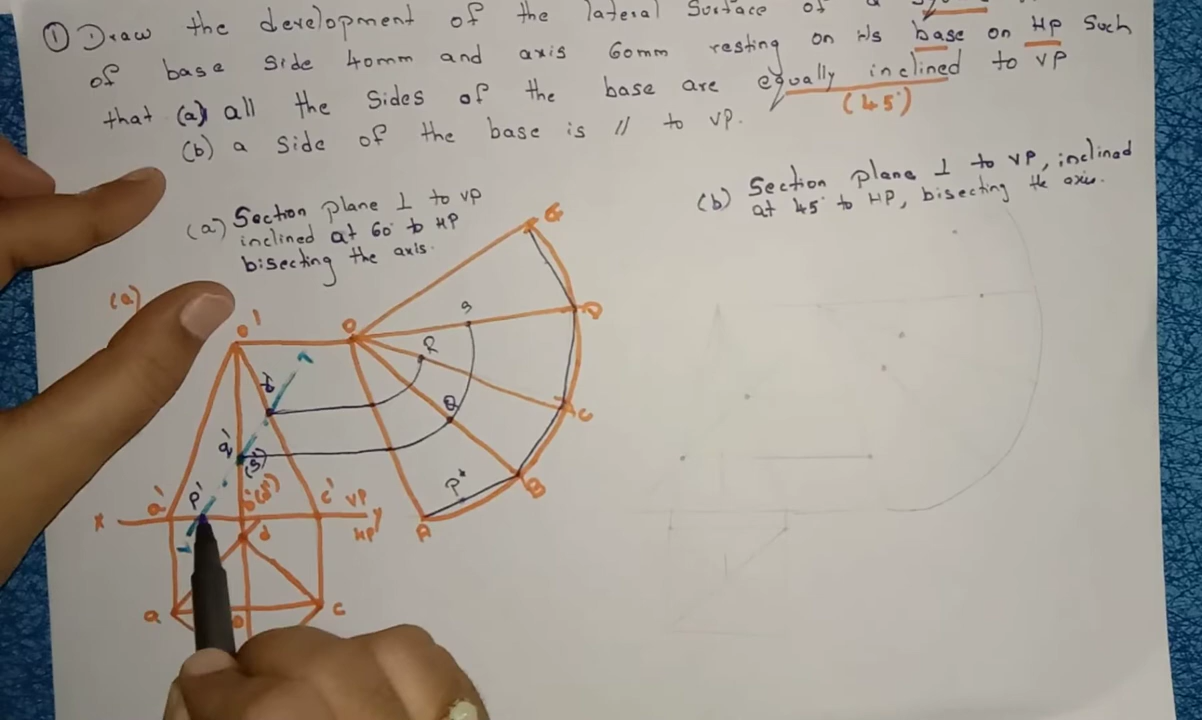 ① Draw the development of the lateral Surface of a
of base side 40mm and axis 60mm resting on its base on HP such
that (a) all the sides of the base are equally inclined to VP
(45°)
(b) a side of the base is // to VP.
(a) Section plane ⊥ to VP
inclined at 60° to HP
bisecting the axis.
(b) Section plane ⊥ to VP, inclined
at 45° to HP, bisecting the axis.
(a)
o' O
S D
R
q' (s') Q C
P* B
X a' p' b'(d') c' VP Y
HP A
d
a o c